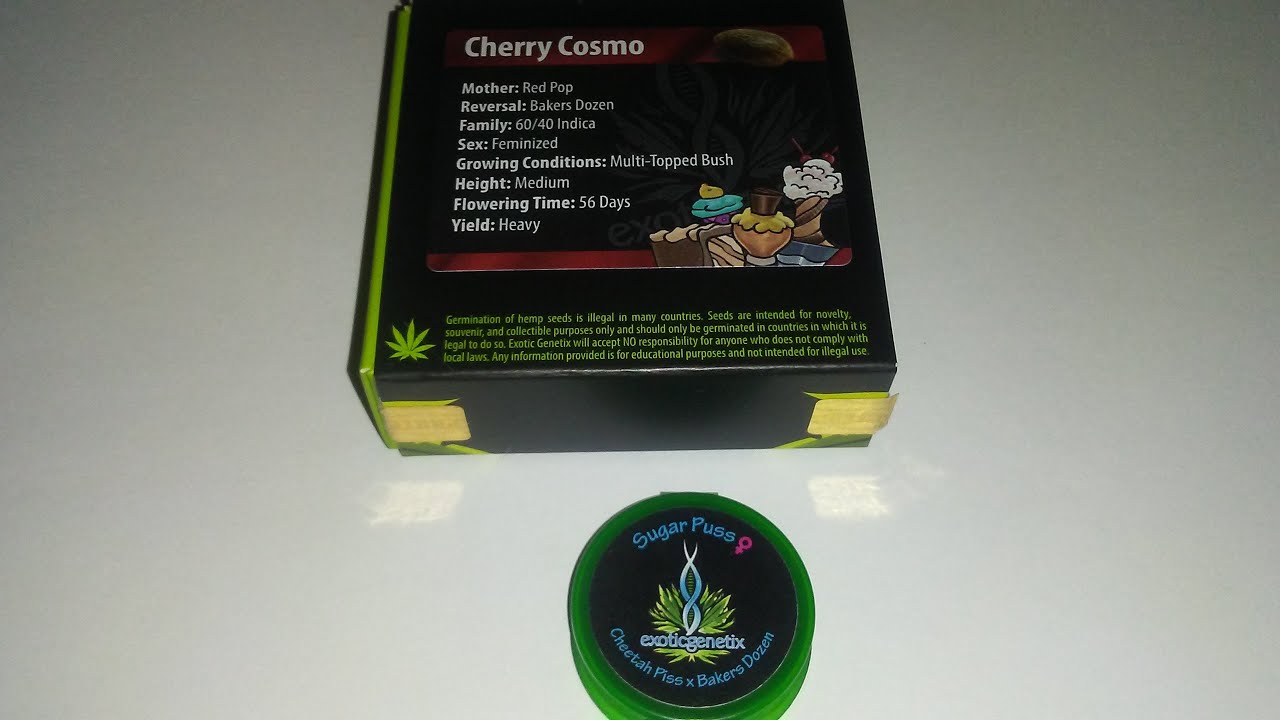 Cherry Cosmo
Mother: Red Pop
Reversal: Bakers Dozen
Family: 60/40 Indica
Sex: Feminized
Growing Conditions: Multi-Topped Bush
Height: Medium
Flowering Time: 56 Days
Yield: Heavy
Germination of hemp seeds is illegal in many countries. Seeds are intended for novelty,
souvenir, and collectible purposes only and should only be germinated in countries in which it is
legal to do so. Exotic Genetix will accept NO responsibility for anyone who does not comply with
local laws. Any information provided is for educational purposes and not intended for illegal use.
Sugar Puss ♀
exoticgenetix
Cheetah Piss x Bakers Dozen